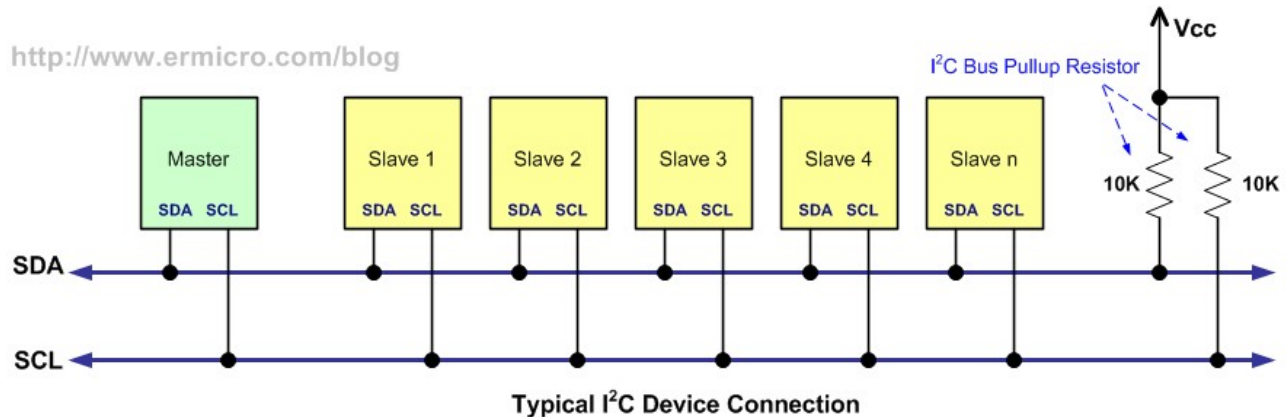 http://www.ermicro.com/blog
Vcc
I²C Bus Pullup Resistor
Master
Slave 1
Slave 2
Slave 3
Slave 4
Slave n
10K
10K
SDA SCL
SDA SCL
SDA SCL
SDA SCL
SDA SCL
SDA SCL
SDA
SCL
Typical I²C Device Connection